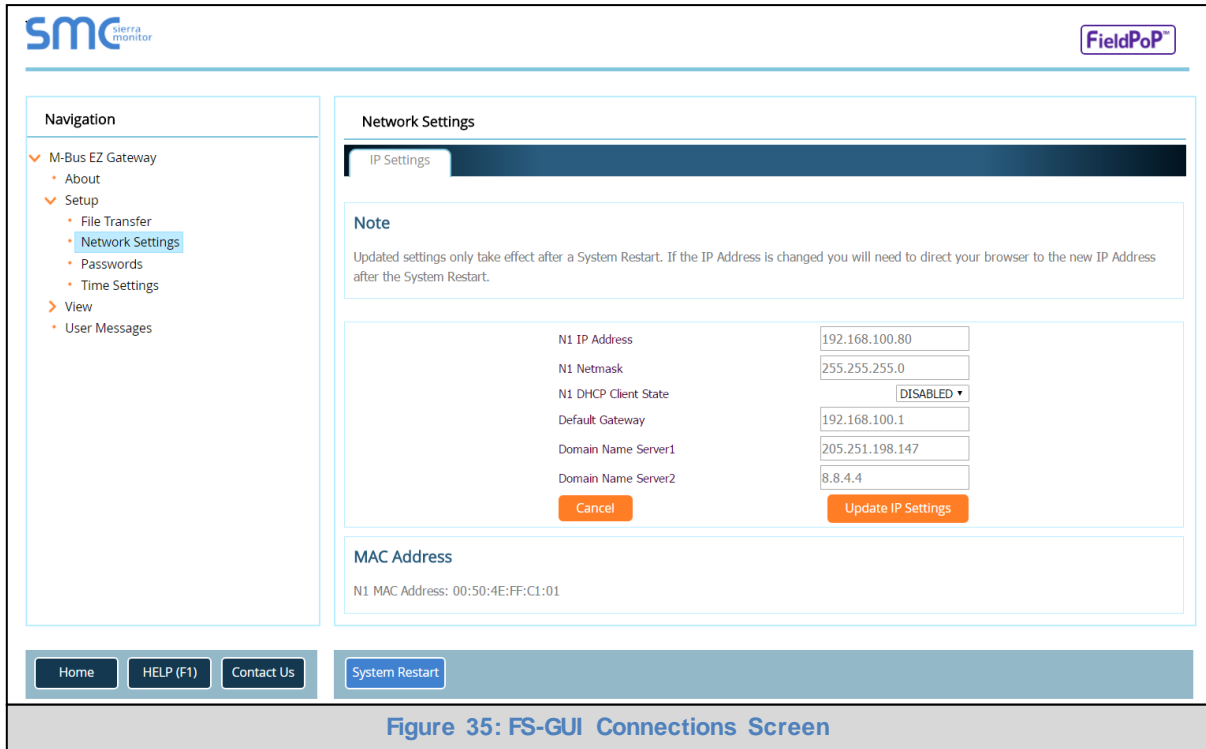 SMC sierra monitor
FieldPoP™
Navigation
M-Bus EZ Gateway
About
Setup
File Transfer
Network Settings
Passwords
Time Settings
View
User Messages
Network Settings
IP Settings
Note
Updated settings only take effect after a System Restart. If the IP Address is changed you will need to direct your browser to the new IP Address
after the System Restart.
N1 IP Address 192.168.100.80
N1 Netmask 255.255.255.0
N1 DHCP Client State DISABLED
Default Gateway 192.168.100.1
Domain Name Server1 205.251.198.147
Domain Name Server2 8.8.4.4
Cancel Update IP Settings
MAC Address
N1 MAC Address: 00:50:4E:FF:C1:01
Home HELP (F1) Contact Us System Restart
Figure 35: FS-GUI Connections Screen